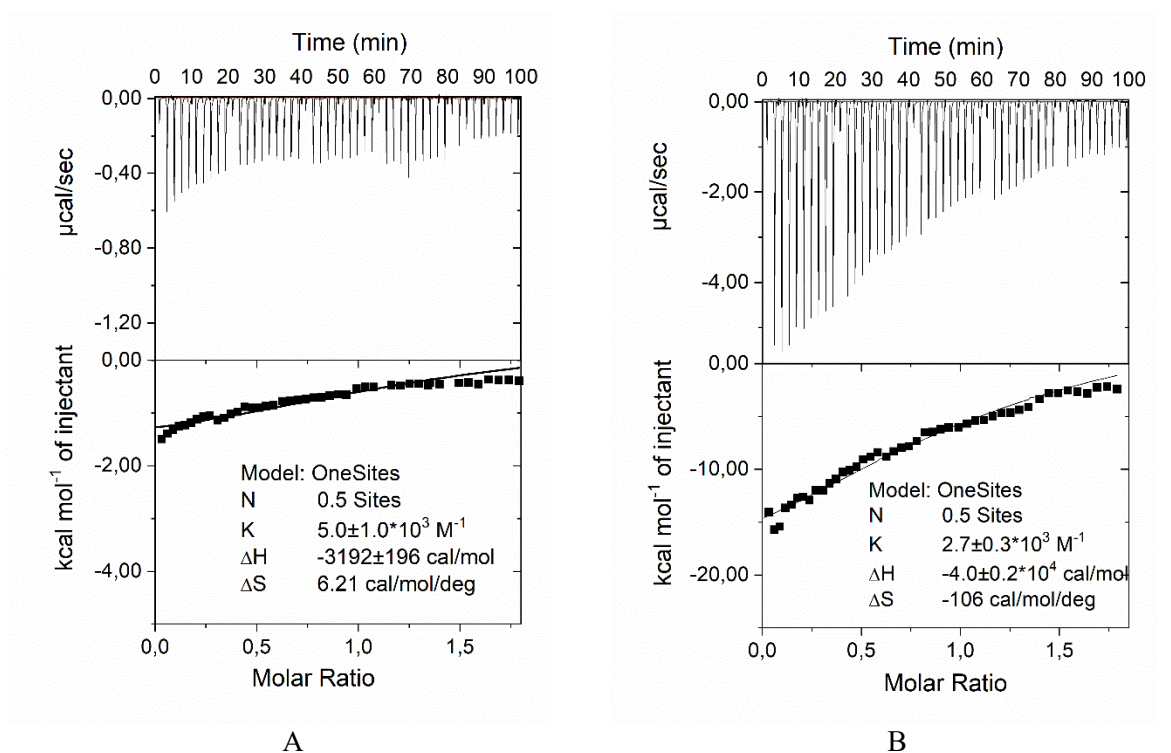 Time (min)
0 10 20 30 40 50 60 70 80 90 100
0,00
-0,40
-0,80
-1,20
µcal/sec
0,00
-2,00
-4,00
kcal mol⁻¹ of injectant
Model: OneSites
N 0.5 Sites
K 5.0±1.0*10³ M⁻¹
ΔH -3192±196 cal/mol
ΔS 6.21 cal/mol/deg
0,0 0,5 1,0 1,5
Molar Ratio
A
Time (min)
0 10 20 30 40 50 60 70 80 90 100
0,00
-2,00
-4,00
µcal/sec
0,00
-10,00
-20,00
kcal mol⁻¹ of injectant
Model: OneSites
N 0.5 Sites
K 2.7±0.3*10³ M⁻¹
ΔH -4.0±0.2*10⁴ cal/mol
ΔS -106 cal/mol/deg
0,0 0,5 1,0 1,5
Molar Ratio
B